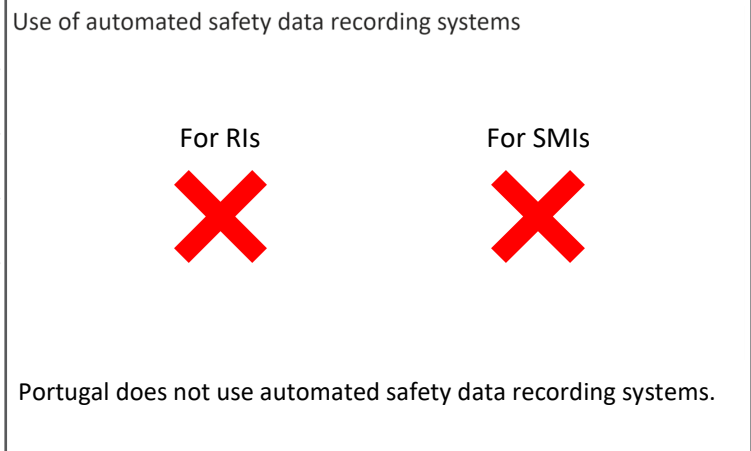 Use of automated safety data recording systems
For RIs
For SMIs
Portugal does not use automated safety data recording systems.